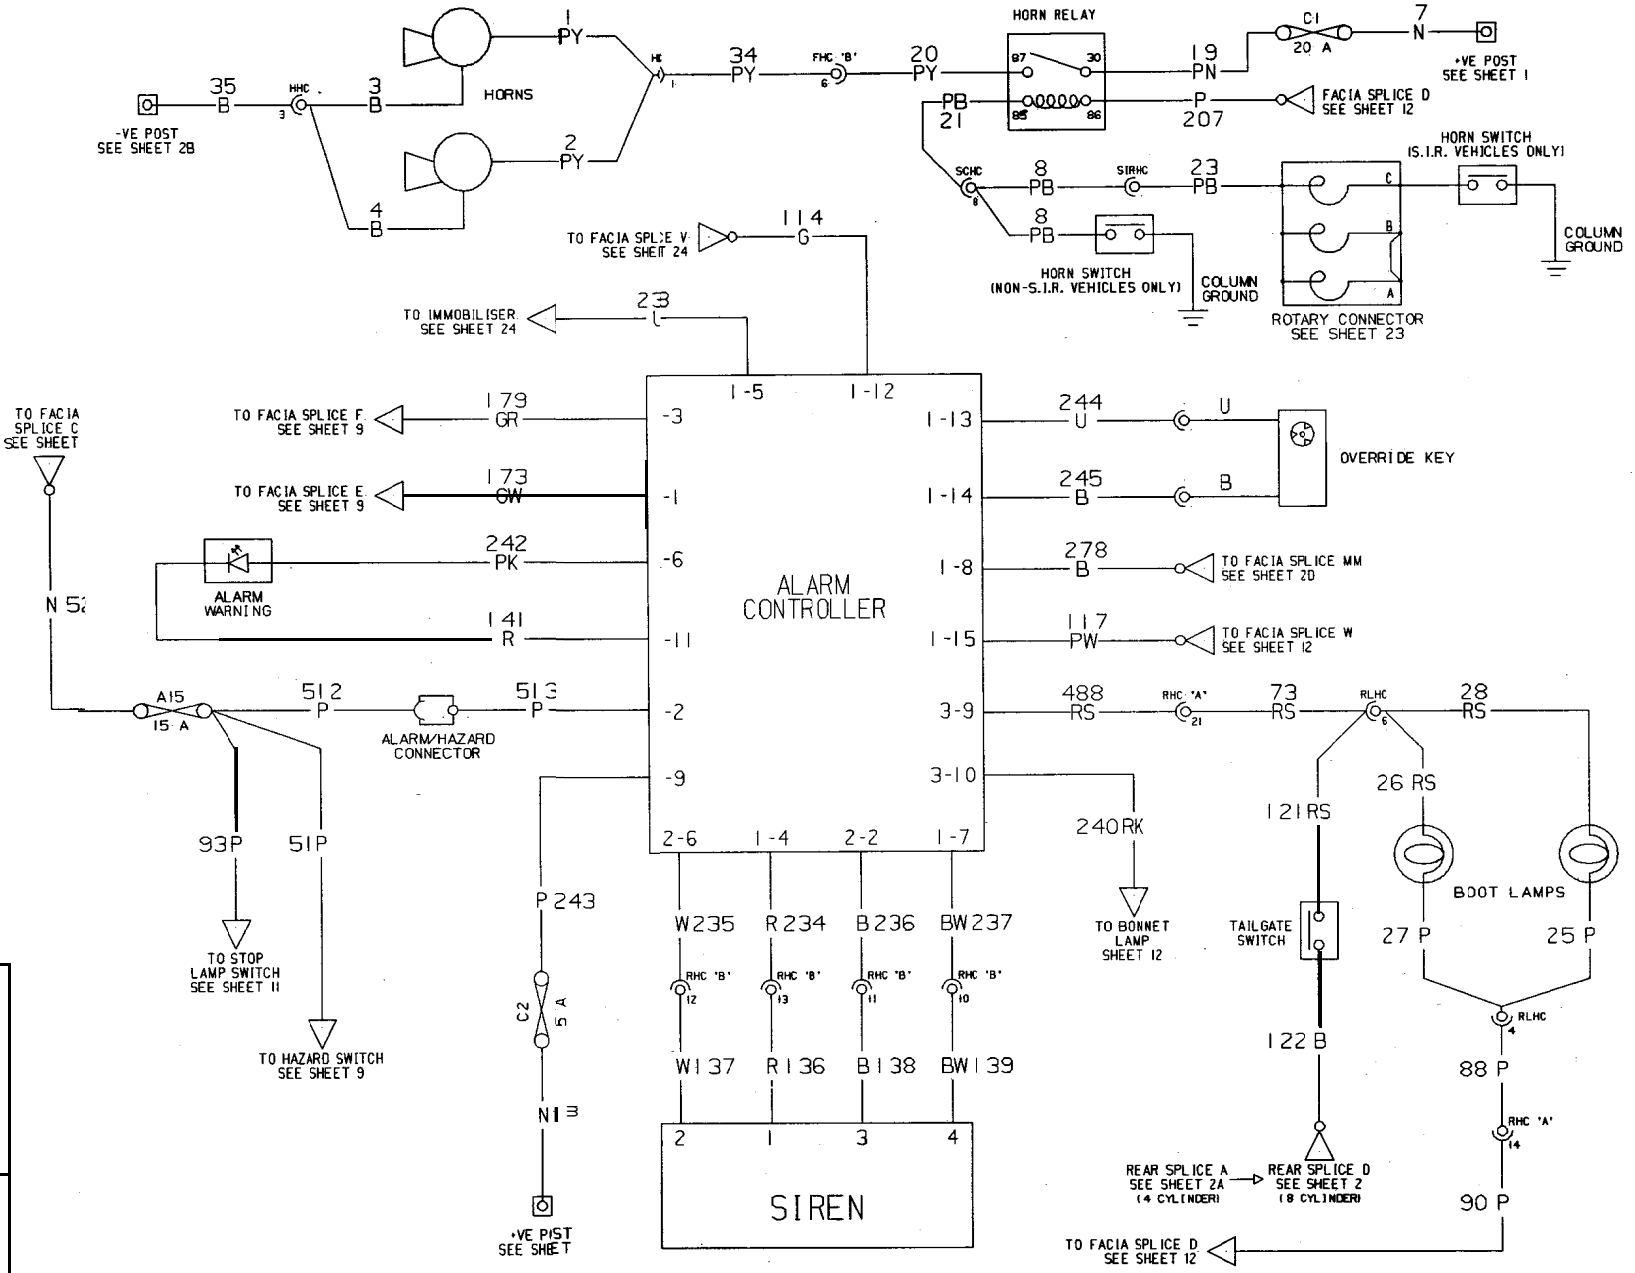 1
PY
35
B
HHC
3
3
B
HORNS
-VE POST
SEE SHEET 2B
2
PY
4
B
34
PY
FHC 'B'
6
20
PY
HORN RELAY
87
30
85
86
19
PN
C1
20 A
7
N
+VE POST
SEE SHEET 1
PB
21
P
207
FACIA SPLICE D
SEE SHEET 12
SCHC
8
8
PB
SIRHC
23
PB
C
B
A
HORN SWITCH
(S.I.R. VEHICLES ONLY)
COLUMN
GROUND
8
PB
HORN SWITCH
(NON-S.I.R. VEHICLES ONLY)
COLUMN
GROUND
ROTARY CONNECTOR
SEE SHEET 23
TO FACIA SPLICE V
SEE SHEET 24
114
G
TO IMMOBILISER
SEE SHEET 24
23
1-5
1-12
TO FACIA
SPLICE C
SEE SHEET
TO FACIA SPLICE F
SEE SHEET 9
179
GR
-3
TO FACIA SPLICE E
SEE SHEET 9
173
GW
-1
242
PK
-6
ALARM
WARNING
141
R
-11
N
A15
15 A
512
P
ALARM/HAZARD
CONNECTOR
513
P
-2
-9
ALARM
CONTROLLER
1-13
244
U
U
OVERRIDE KEY
1-14
245
B
B
1-8
278
B
TO FACIA SPLICE MM
SEE SHEET 20
1-15
117
PW
TO FACIA SPLICE W
SEE SHEET 12
3-9
488
RS
RHC 'A'
21
73
RS
RLHC
6
28
RS
3-10
240RK
TO BONNET
LAMP
SHEET 12
121RS
26 RS
BOOT LAMPS
TAILGATE
SWITCH
27 P
25 P
122 B
RLHC
4
88 P
RHC 'A'
14
90 P
REAR SPLICE A
SEE SHEET 2A
(4 CYLINDER)
REAR SPLICE D
SEE SHEET 2
(8 CYLINDER)
TO FACIA SPLICE D
SEE SHEET 12
93P
51P
TO STOP
LAMP SWITCH
SEE SHEET 11
TO HAZARD SWITCH
SEE SHEET 9
P 243
C2
5 A
N
+VE
SEE
2-6
1-4
2-2
1-7
W235
R 234
B 236
BW237
RHC 'B'
12
RHC 'B'
13
RHC 'B'
11
RHC 'B'
10
W137
R136
B138
BW139
2
1
3
4
SIREN